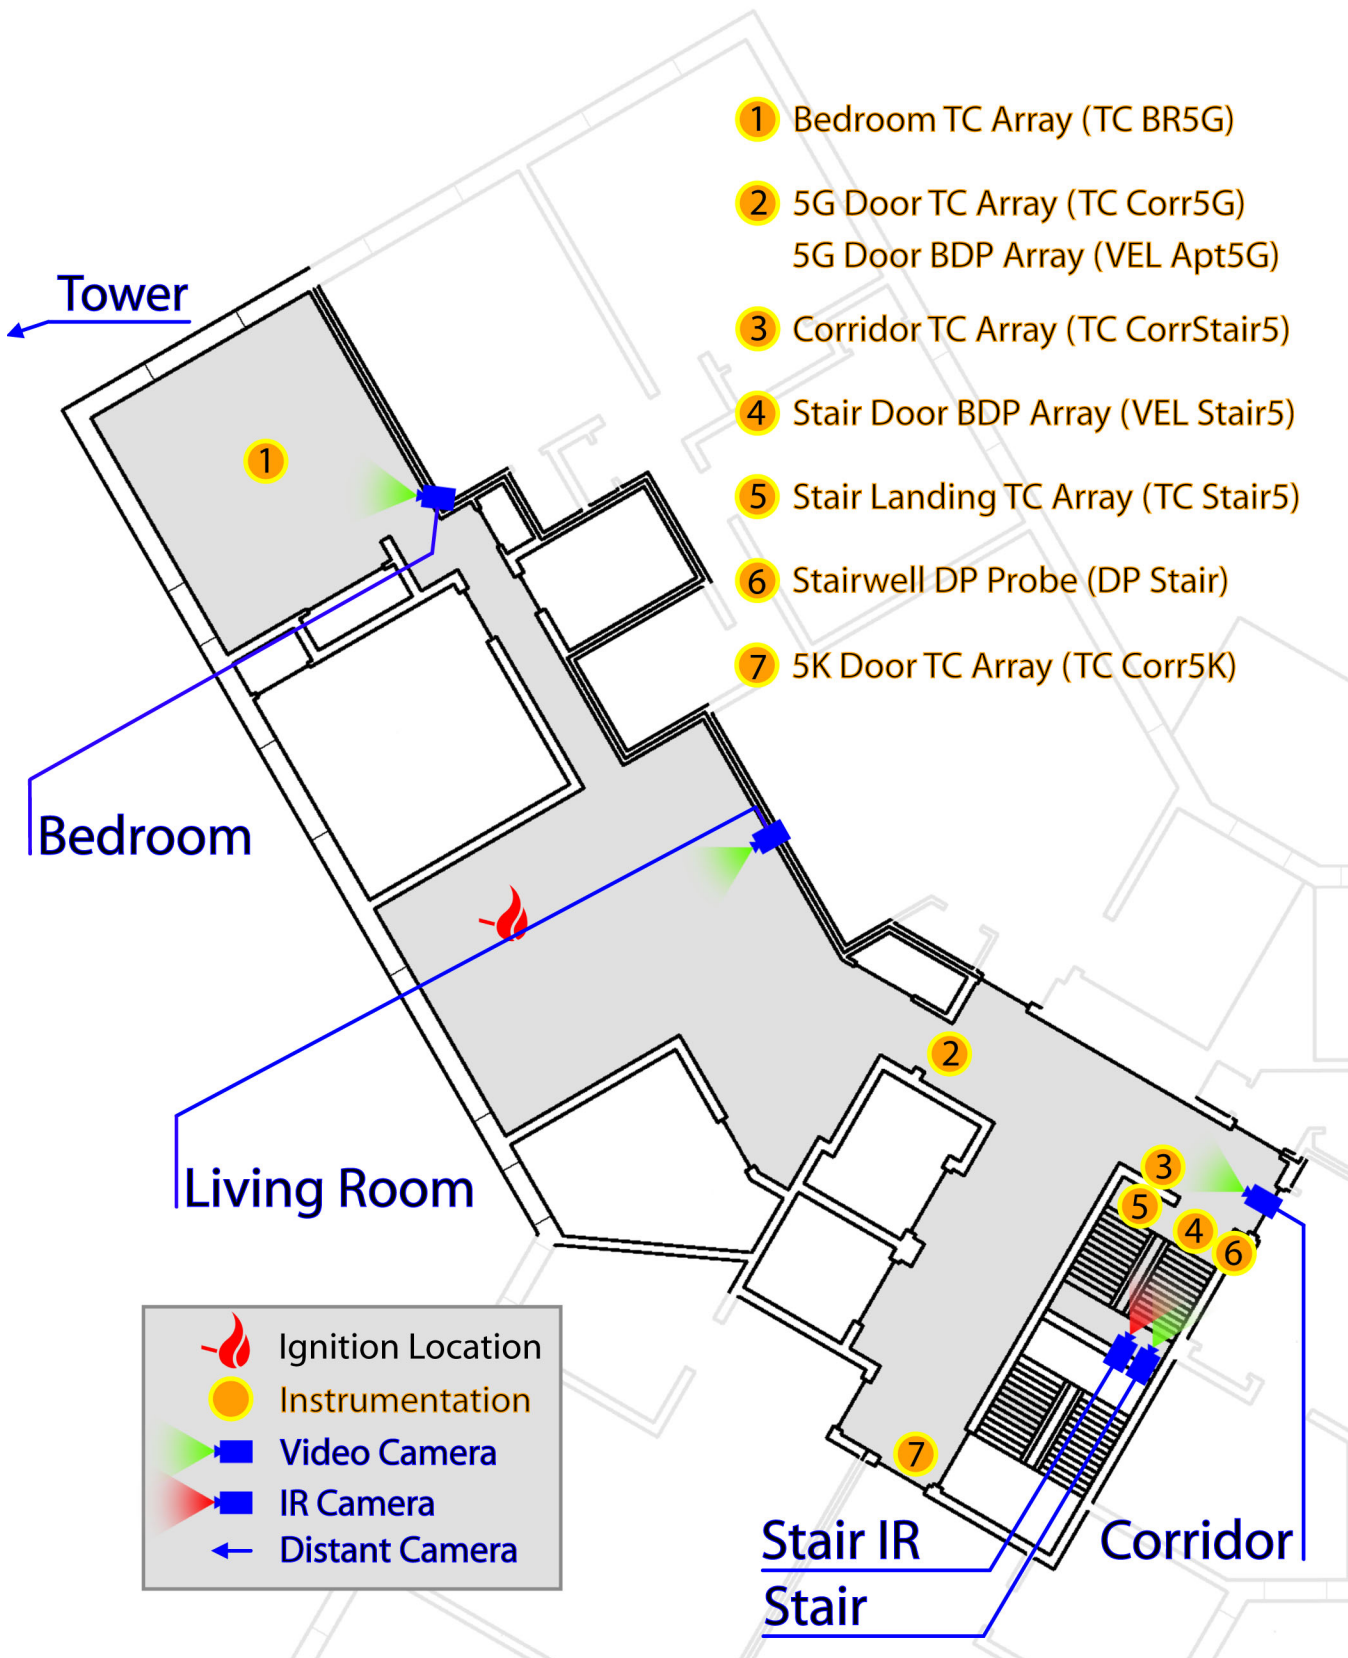 1 Bedroom TC Array (TC BR5G)
2 5G Door TC Array (TC Corr5G)
5G Door BDP Array (VEL Apt5G)
3 Corridor TC Array (TC CorrStair5)
4 Stair Door BDP Array (VEL Stair5)
5 Stair Landing TC Array (TC Stair5)
6 Stairwell DP Probe (DP Stair)
7 5K Door TC Array (TC Corr5K)
Tower
1
Bedroom
2
Living Room
3
5
4
6
7
Ignition Location
Instrumentation
Video Camera
IR Camera
Distant Camera
Stair IR
Corridor
Stair